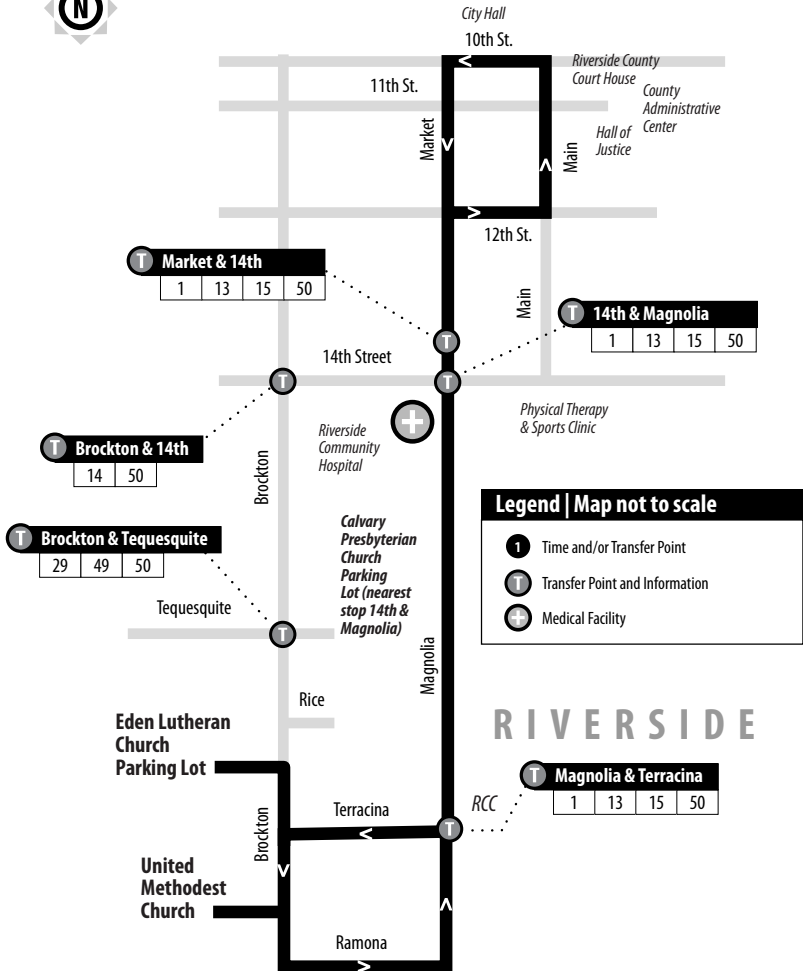 N
City Hall
10th St.
Riverside County
Court House
11th St.
County
Administrative
Center
Hall of
Justice
Market
Main
12th St.
T Market & 14th
1 13 15 50
Main
T 14th & Magnolia
1 13 15 50
T
14th Street
T
T
Physical Therapy
& Sports Clinic
Riverside
Community
Hospital
T Brockton & 14th
14 50
Brockton
Legend | Map not to scale
1 Time and/or Transfer Point
T Transfer Point and Information
Medical Facility
Calvary
Presbyterian
Church
Parking
Lot (nearest
stop 14th &
Magnolia)
T Brockton & Tequesquite
29 49 50
Tequesquite
T
Magnolia
Rice
RIVERSIDE
Eden Lutheran
Church
Parking Lot
T Magnolia & Terracina
1 13 15 50
RCC
Terracina
T
Brockton
United
Methodest
Church
Ramona